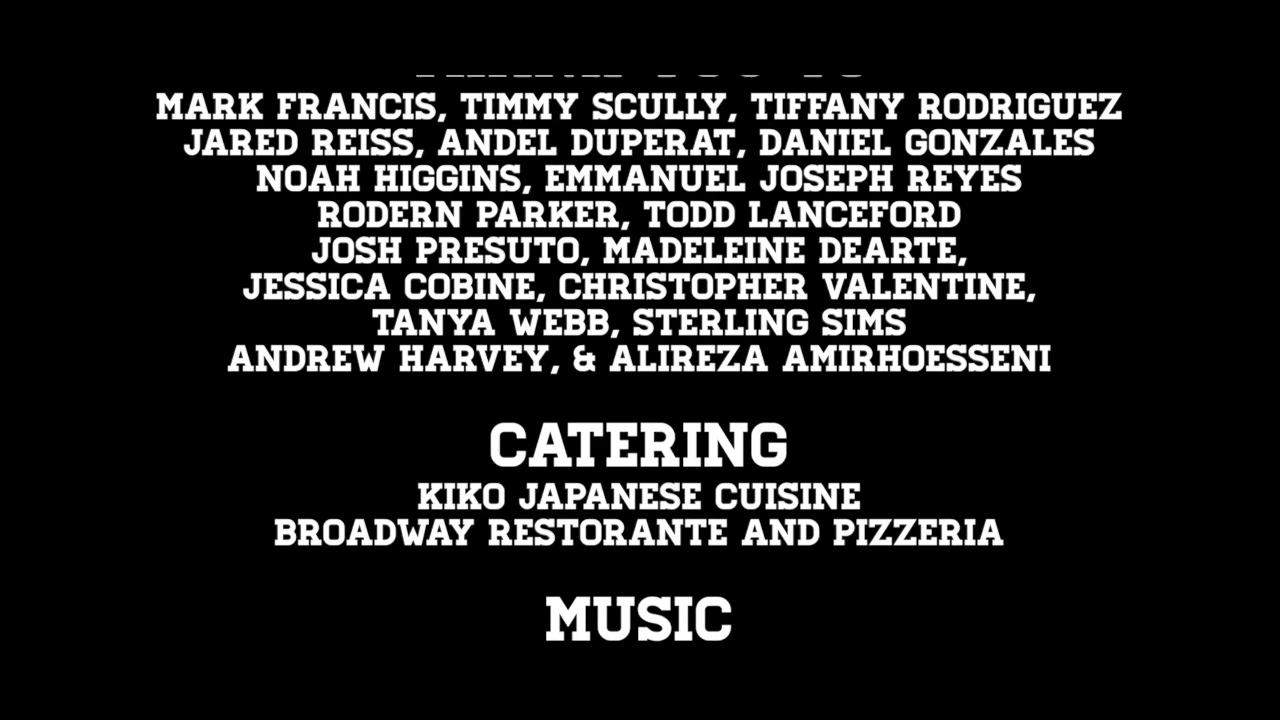 MARK FRANCIS, TIMMY SCULLY, TIFFANY RODRIGUEZ
JARED REISS, ANDEL DUPERAT, DANIEL GONZALES
NOAH HIGGINS, EMMANUEL JOSEPH REYES
RODERN PARKER, TODD LANCEFORD
JOSH PRESUTO, MADELEINE DEARTE,
JESSICA COBINE, CHRISTOPHER VALENTINE,
TANYA WEBB, STERLING SIMS
ANDREW HARVEY, & ALIREZA AMIRHOESSENI
CATERING
KIKO JAPANESE CUISINE
BROADWAY RESTORANTE AND PIZZERIA
MUSIC